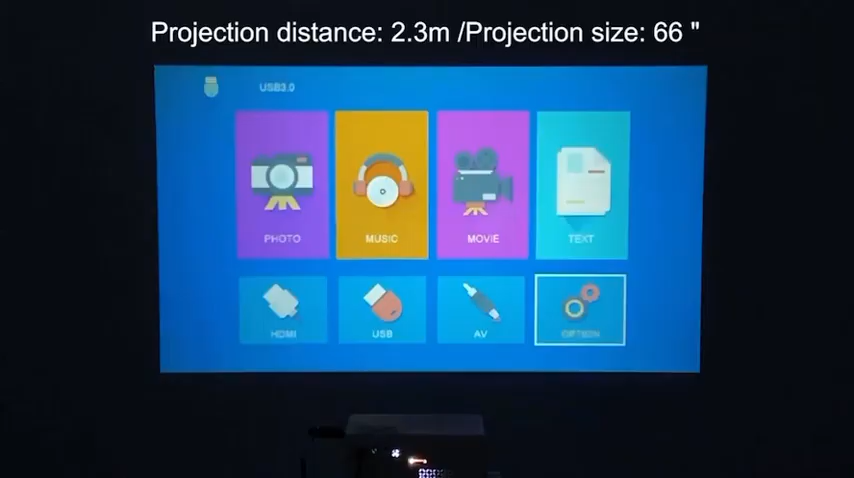 Projection distance: 2.3m /Projection size: 66 "
USB3.0
PHOTO
MUSIC
MOVIE
TEXT
HDMI
USB
AV
OPTION